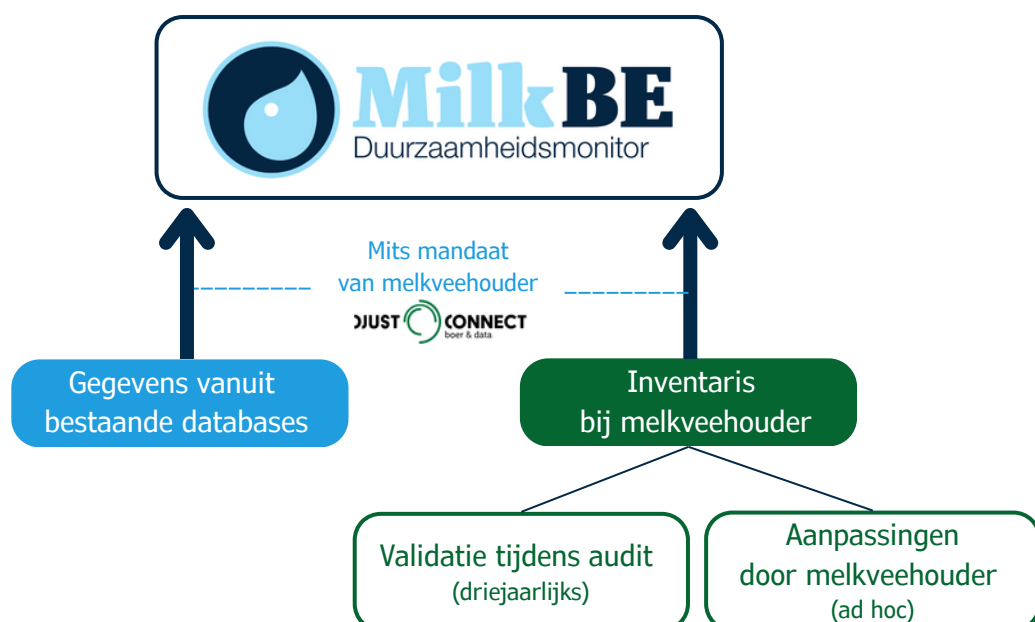 MilkBE
Duurzaamheidsmonitor
Mits mandaat
van melkveehouder
DJUST CONNECT
boer & data
Gegevens vanuit
bestaande databases
Inventaris
bij melkveehouder
Validatie tijdens audit
(driejaarlijks)
Aanpassingen
door melkveehouder
(ad hoc)